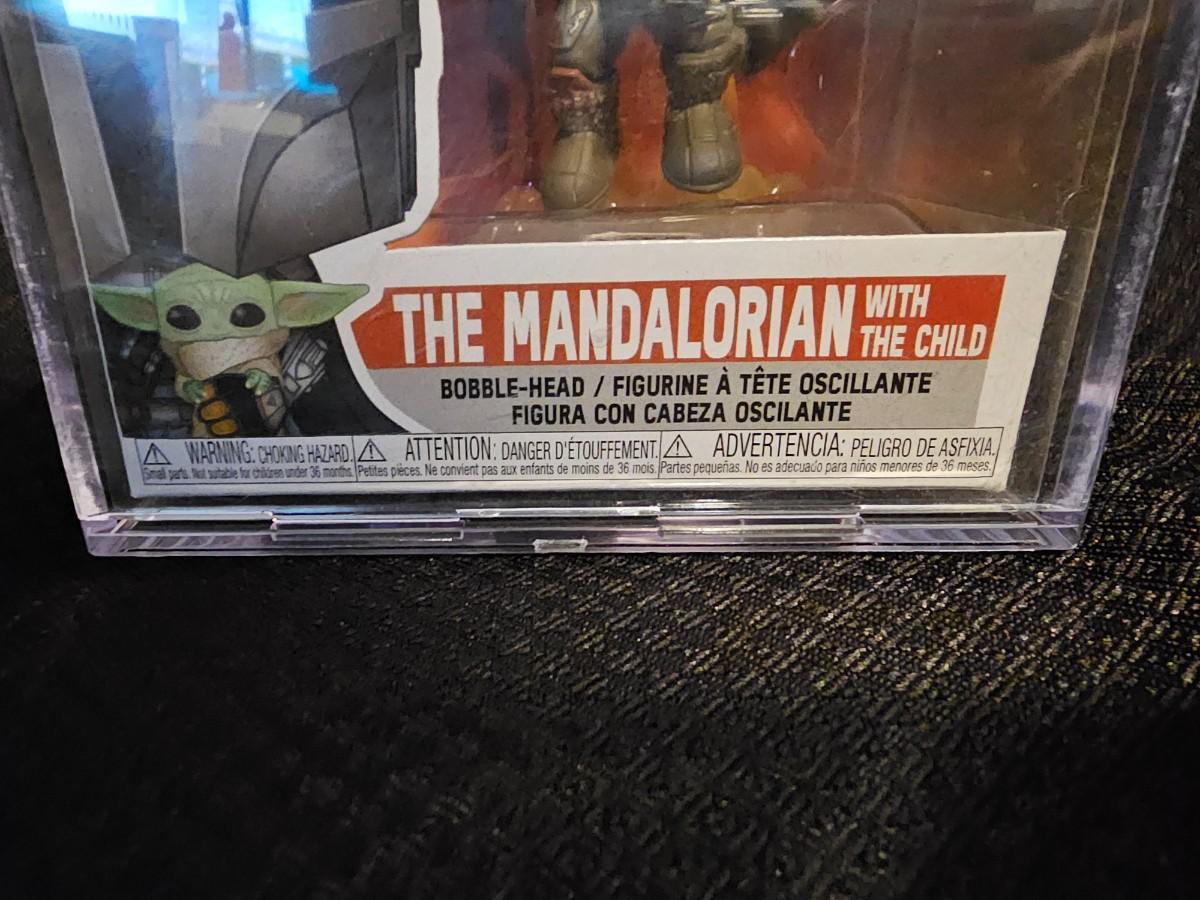 THE MANDALORIAN WITH
THE CHILD
BOBBLE-HEAD / FIGURINE À TÊTE OSCILLANTE
FIGURA CON CABEZA OSCILANTE
WARNING: CHOKING HAZARD.
Small parts. Not suitable for children under 36 months.
ATTENTION: DANGER D'ÉTOUFFEMENT.
Petites pièces. Ne convient pas aux enfants de moins de 36 mois.
ADVERTENCIA: PELIGRO DE ASFIXIA.
Partes pequeñas. No es adecuado para niños menores de 36 meses.